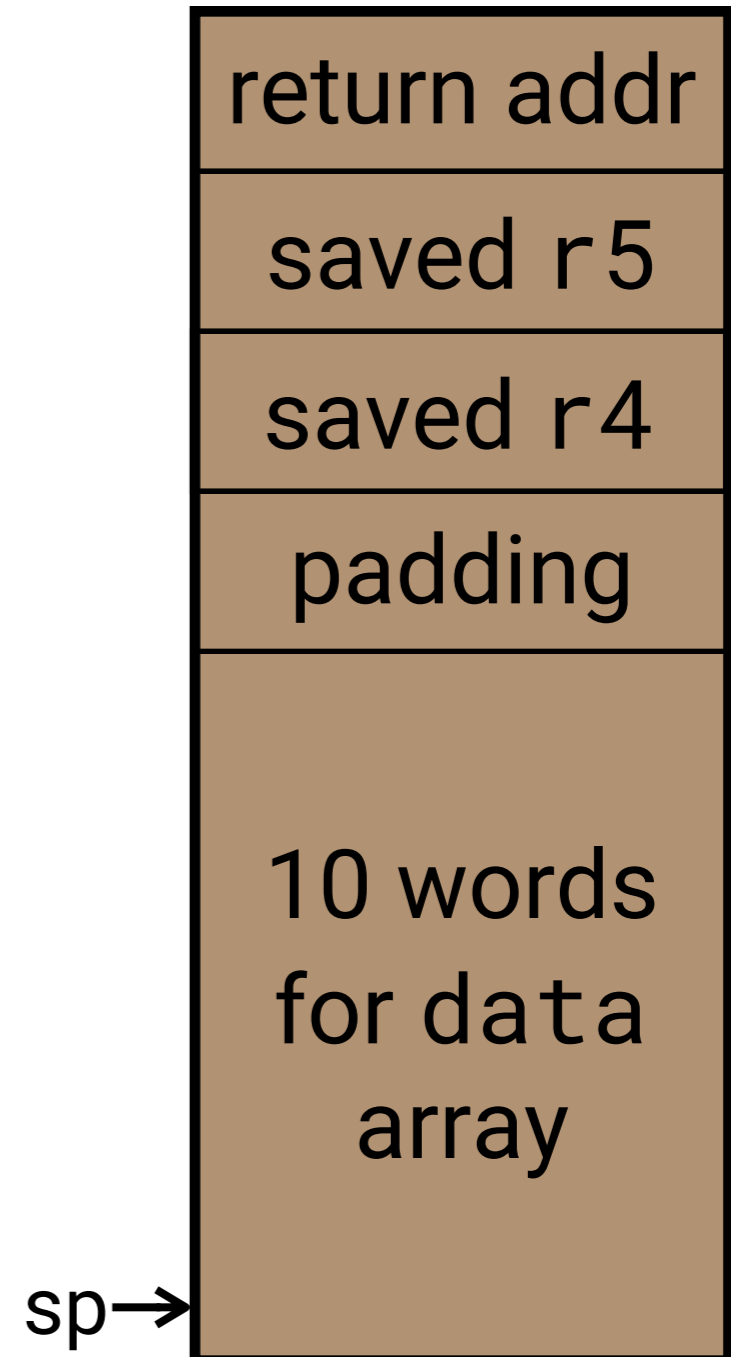 return addr
saved r5
saved r4
padding
10 words
for data
array
sp